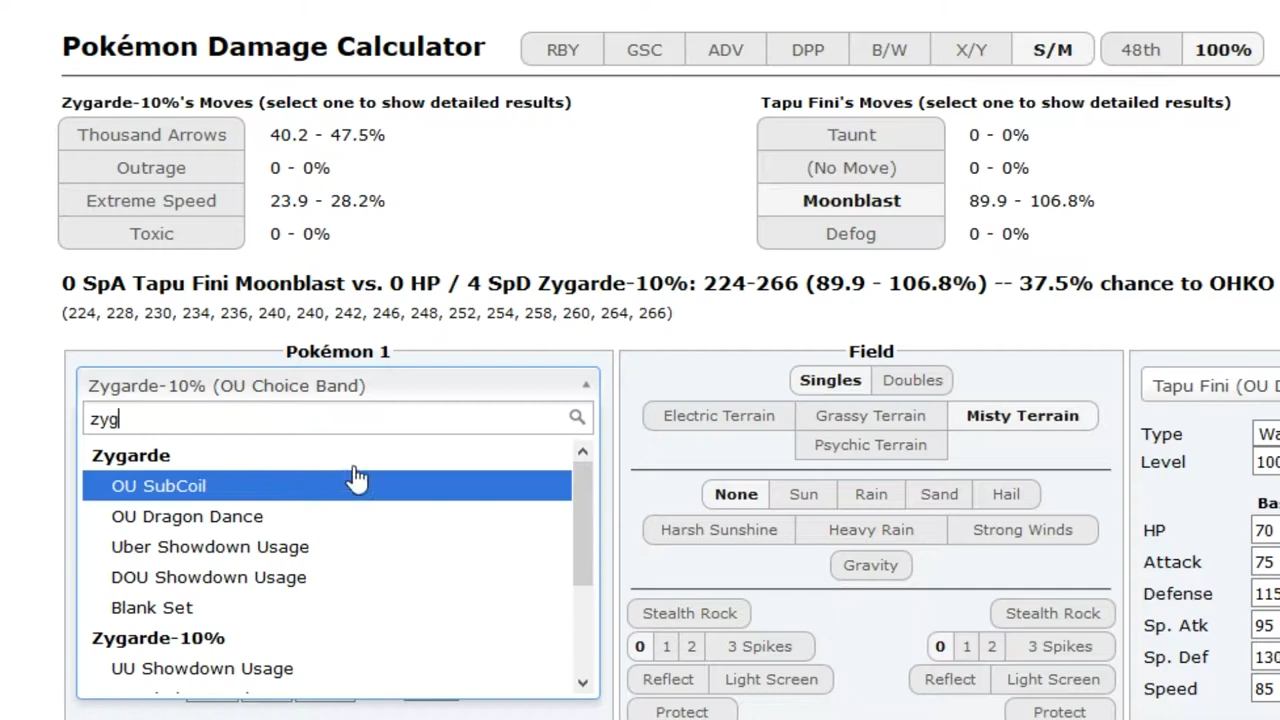 Pokémon Damage Calculator
RBY GSC ADV DPP B/W X/Y S/M 48th 100%
Zygarde-10%'s Moves (select one to show detailed results)
Thousand Arrows 40.2 - 47.5%
Outrage 0 - 0%
Extreme Speed 23.9 - 28.2%
Toxic 0 - 0%
Tapu Fini's Moves (select one to show detailed results)
Taunt 0 - 0%
(No Move) 0 - 0%
Moonblast 89.9 - 106.8%
Defog 0 - 0%
0 SpA Tapu Fini Moonblast vs. 0 HP / 4 SpD Zygarde-10%: 224-266 (89.9 - 106.8%) -- 37.5% chance to OHKO
(224, 228, 230, 234, 236, 240, 240, 242, 246, 248, 252, 254, 258, 260, 264, 266)
Pokémon 1
Zygarde-10% (OU Choice Band)
zyg
Zygarde
OU SubCoil
OU Dragon Dance
Uber Showdown Usage
DOU Showdown Usage
Blank Set
Zygarde-10%
UU Showdown Usage
Field
Singles Doubles
Electric Terrain Grassy Terrain Misty Terrain
Psychic Terrain
None Sun Rain Sand Hail
Harsh Sunshine Heavy Rain Strong Winds
Gravity
Stealth Rock Stealth Rock
0 1 2 3 Spikes 0 1 2 3 Spikes
Reflect Light Screen Reflect Light Screen
Protect Protect
Tapu Fini (OU D
Type Wa
Level 100
Ba
HP 70
Attack 75
Defense 115
Sp. Atk 95
Sp. Def 130
Speed 85